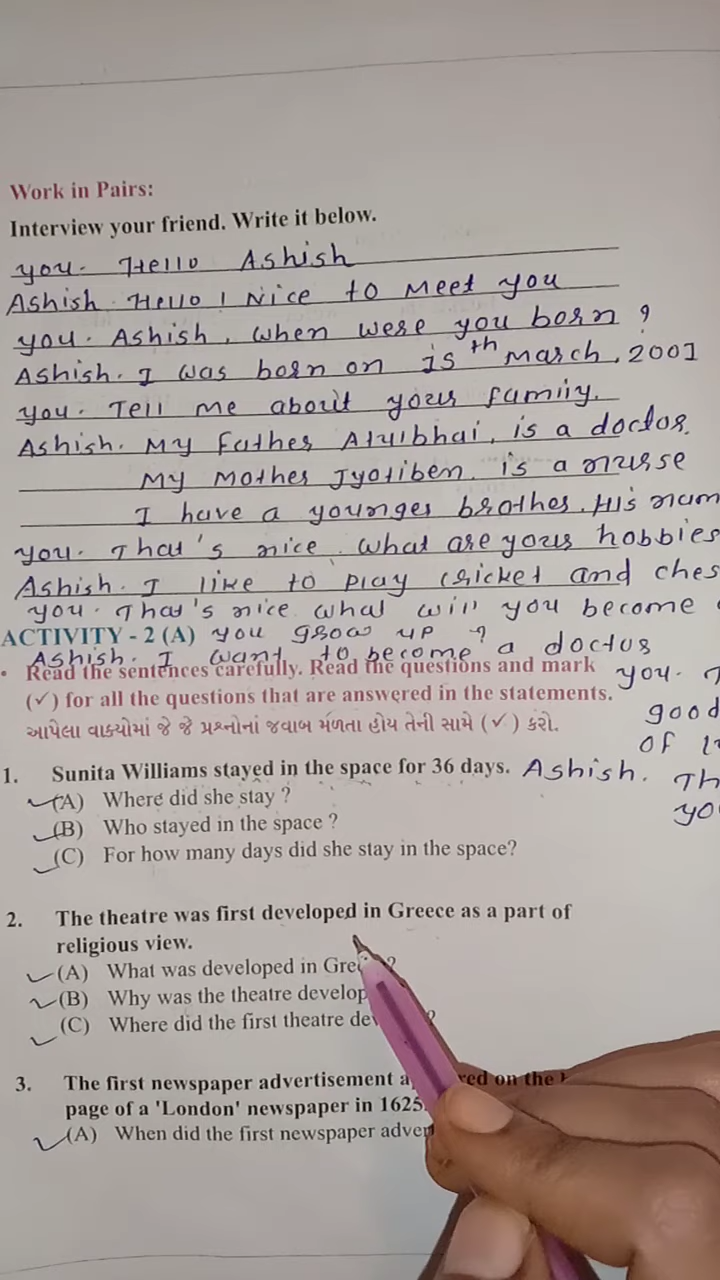 Work in Pairs:
Interview your friend. Write it below.
you. Hello Ashish
Ashish. Hello! Nice to Meet you
you. Ashish, when were you born?
Ashish. I was born on 15th March, 2001
you. Tell me about your family.
Ashish. My Father Atulbhai, is a doctor.
My Mother Jyotiben, is a nurse
I have a younger brother. His nam
you. That's nice. what are your hobbies
Ashish. I like to play cricket and ches
you. That's nice what will you become
ACTIVITY - 2 (A) you grow up ?
Ashish. I want to become a doctor
• Read the sentences carefully. Read the questions and mark
you.
(✓) for all the questions that are answered in the statements.
good
આપેલા વાક્યોમાં જે જે પ્રશ્નોનાં જવાબ મળતા હોય તેની સામે (✓) કરો.
of
1. Sunita Williams stayed in the space for 36 days. Ashish. Th
(A) Where did she stay ?
yo
(B) Who stayed in the space ?
(C) For how many days did she stay in the space?
2. The theatre was first developed in Greece as a part of
religious view.
(A) What was developed in Gre ?
(B) Why was the theatre develop
(C) Where did the first theatre de ?
3. The first newspaper advertisement a red on the
page of a 'London' newspaper in 1625
(A) When did the first newspaper adver